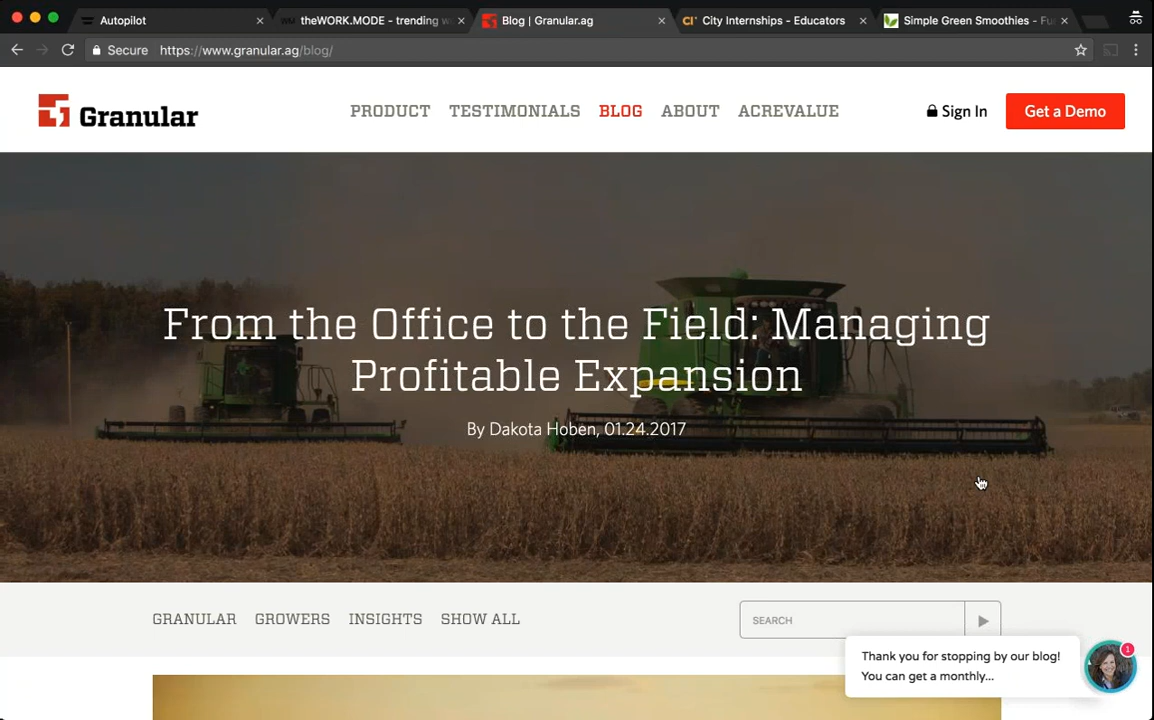 Autopilot
theWORK.MODE - trending w
Blog | Granular.ag
City Internships - Educators
Simple Green Smoothies - Fu
Secure https://www.granular.ag/blog/
Granular
PRODUCT TESTIMONIALS BLOG ABOUT ACREVALUE
Sign In
Get a Demo
From the Office to the Field: Managing
Profitable Expansion
By Dakota Hoben, 01.24.2017
GRANULAR GROWERS INSIGHTS SHOW ALL
SEARCH
Thank you for stopping by our blog!
You can get a monthly...
1